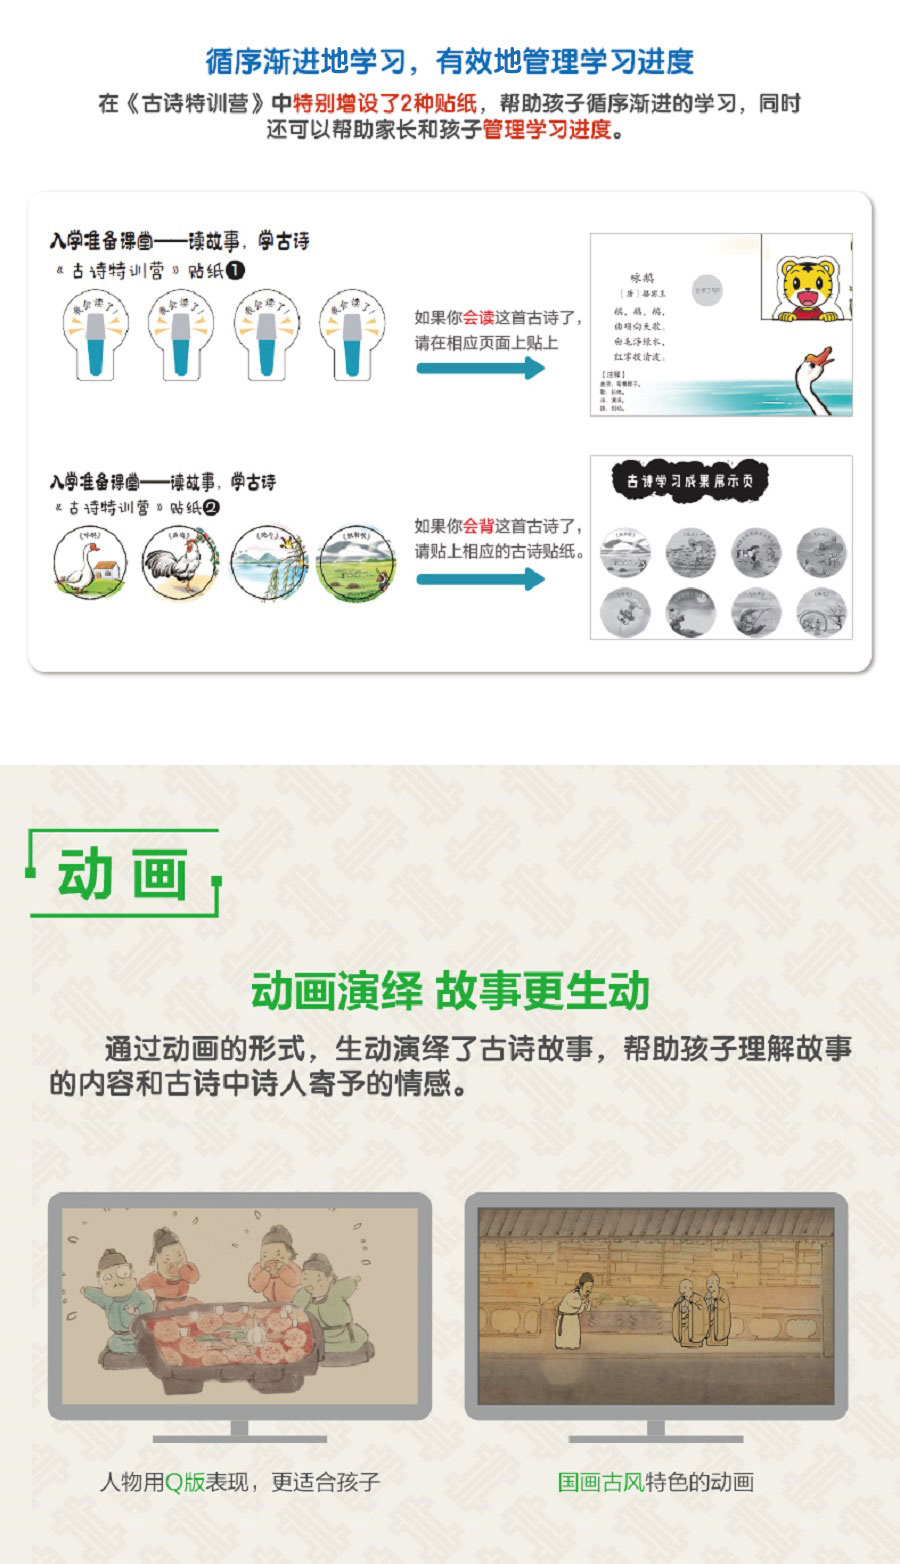 循序渐进地学习，有效地管理学习进度
在《古诗特训营》中特别增设了2种贴纸，帮助孩子循序渐进的学习，同时
还可以帮助家长和孩子管理学习进度。
入学准备课堂——读故事，学古诗
《古诗特训营》贴纸1
我会读了！
我会读了！
我会读了！
我会读了！
如果你会读这首古诗了，
请在相应页面上贴上
咏鹅
［唐］骆宾王
鹅，鹅，鹅，
曲项向天歌。
白毛浮绿水，
红掌拨清波。
【注释】
入学准备课堂——读故事，学古诗
《古诗特训营》贴纸2
《咏鹅》
《画鸡》
如果你会背这首古诗了，
请贴上相应的古诗贴纸。
古诗学习成果展示页
动画
动画演绎 故事更生动
通过动画的形式，生动演绎了古诗故事，帮助孩子理解故事
的内容和古诗中诗人寄予的情感。
人物用Q版表现，更适合孩子
国画古风特色的动画